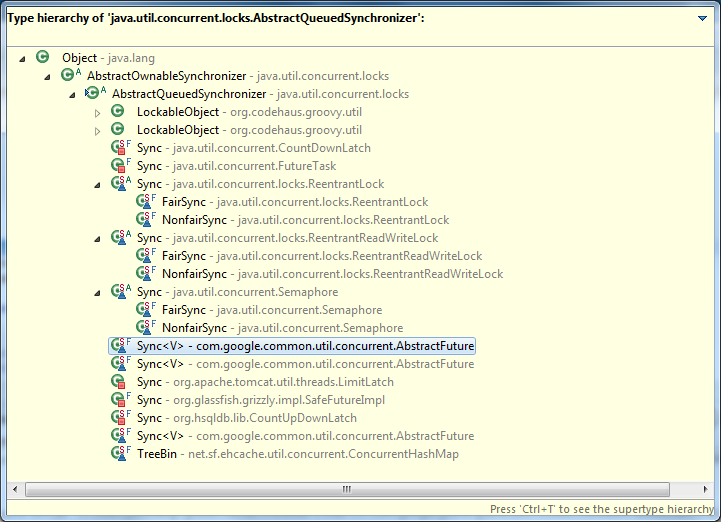 Type hierarchy of 'java.util.concurrent.locks.AbstractQueuedSynchronizer':
Object - java.lang
AbstractOwnableSynchronizer - java.util.concurrent.locks
AbstractQueuedSynchronizer - java.util.concurrent.locks
LockableObject - org.codehaus.groovy.util
LockableObject - org.codehaus.groovy.util
Sync - java.util.concurrent.CountDownLatch
Sync - java.util.concurrent.FutureTask
Sync - java.util.concurrent.locks.ReentrantLock
FairSync - java.util.concurrent.locks.ReentrantLock
NonfairSync - java.util.concurrent.locks.ReentrantLock
Sync - java.util.concurrent.locks.ReentrantReadWriteLock
FairSync - java.util.concurrent.locks.ReentrantReadWriteLock
NonfairSync - java.util.concurrent.locks.ReentrantReadWriteLock
Sync - java.util.concurrent.Semaphore
FairSync - java.util.concurrent.Semaphore
NonfairSync - java.util.concurrent.Semaphore
Sync<V> - com.google.common.util.concurrent.AbstractFuture
Sync<V> - com.google.common.util.concurrent.AbstractFuture
Sync - org.apache.tomcat.util.threads.LimitLatch
Sync - org.glassfish.grizzly.impl.SafeFutureImpl
Sync - org.hsqldb.lib.CountUpDownLatch
Sync<V> - com.google.common.util.concurrent.AbstractFuture
TreeBin - net.sf.ehcache.util.concurrent.ConcurrentHashMap
Press 'Ctrl+T' to see the supertype hierarchy